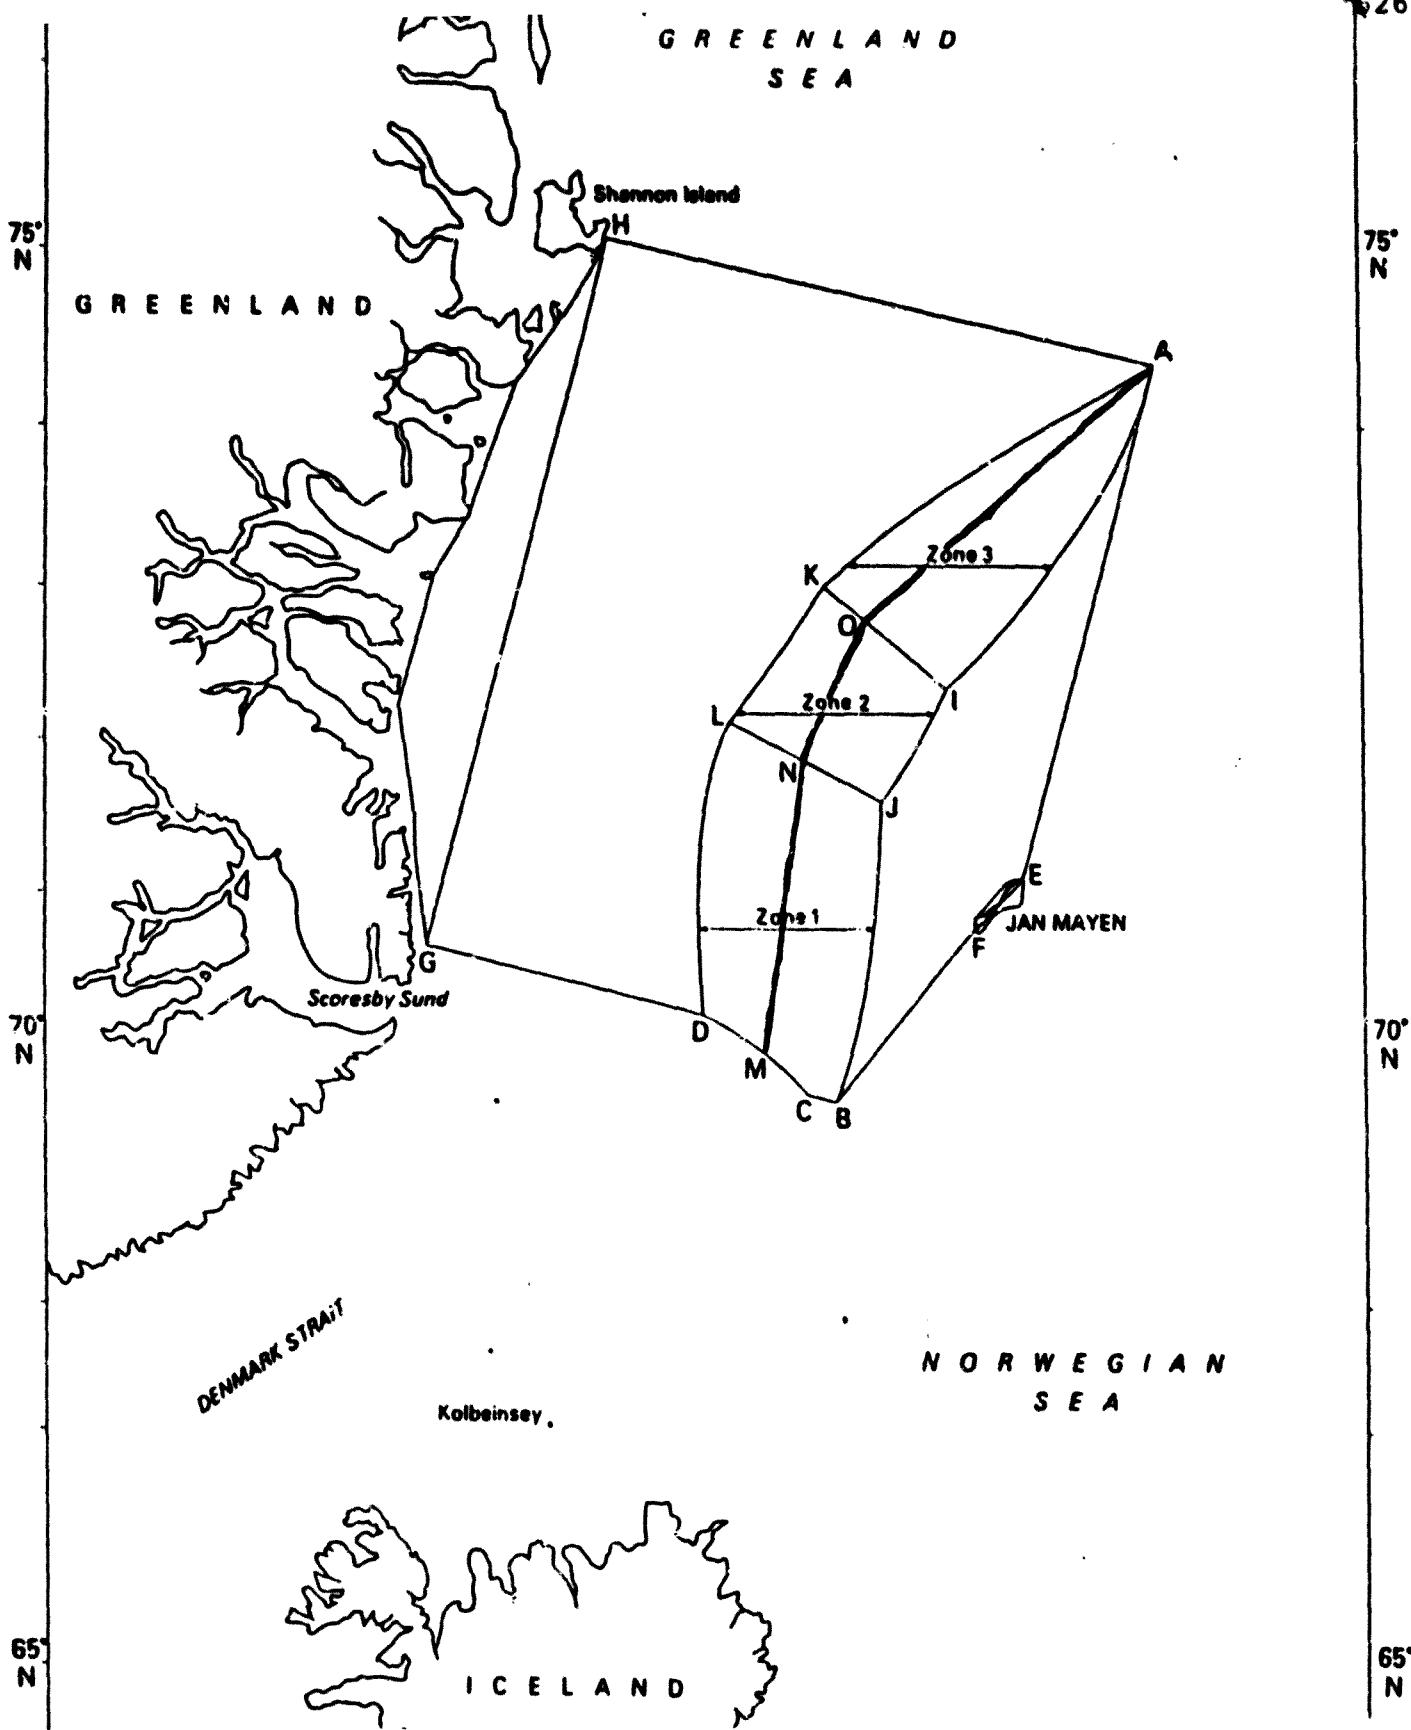 26
GREENLAND
SEA
Shannon Island
H
75°
N
75°
N
GREENLAND
A
Zone 3
K
O
I
Zone 2
L
N
J
E
JAN MAYEN
F
Zone 1
G
Scoresby Sund
D
70°
N
70°
N
M
C
B
DENMARK STRAIT
NORWEGIAN
SEA
Kolbeinsey
65°
N
65°
N
ICELAND